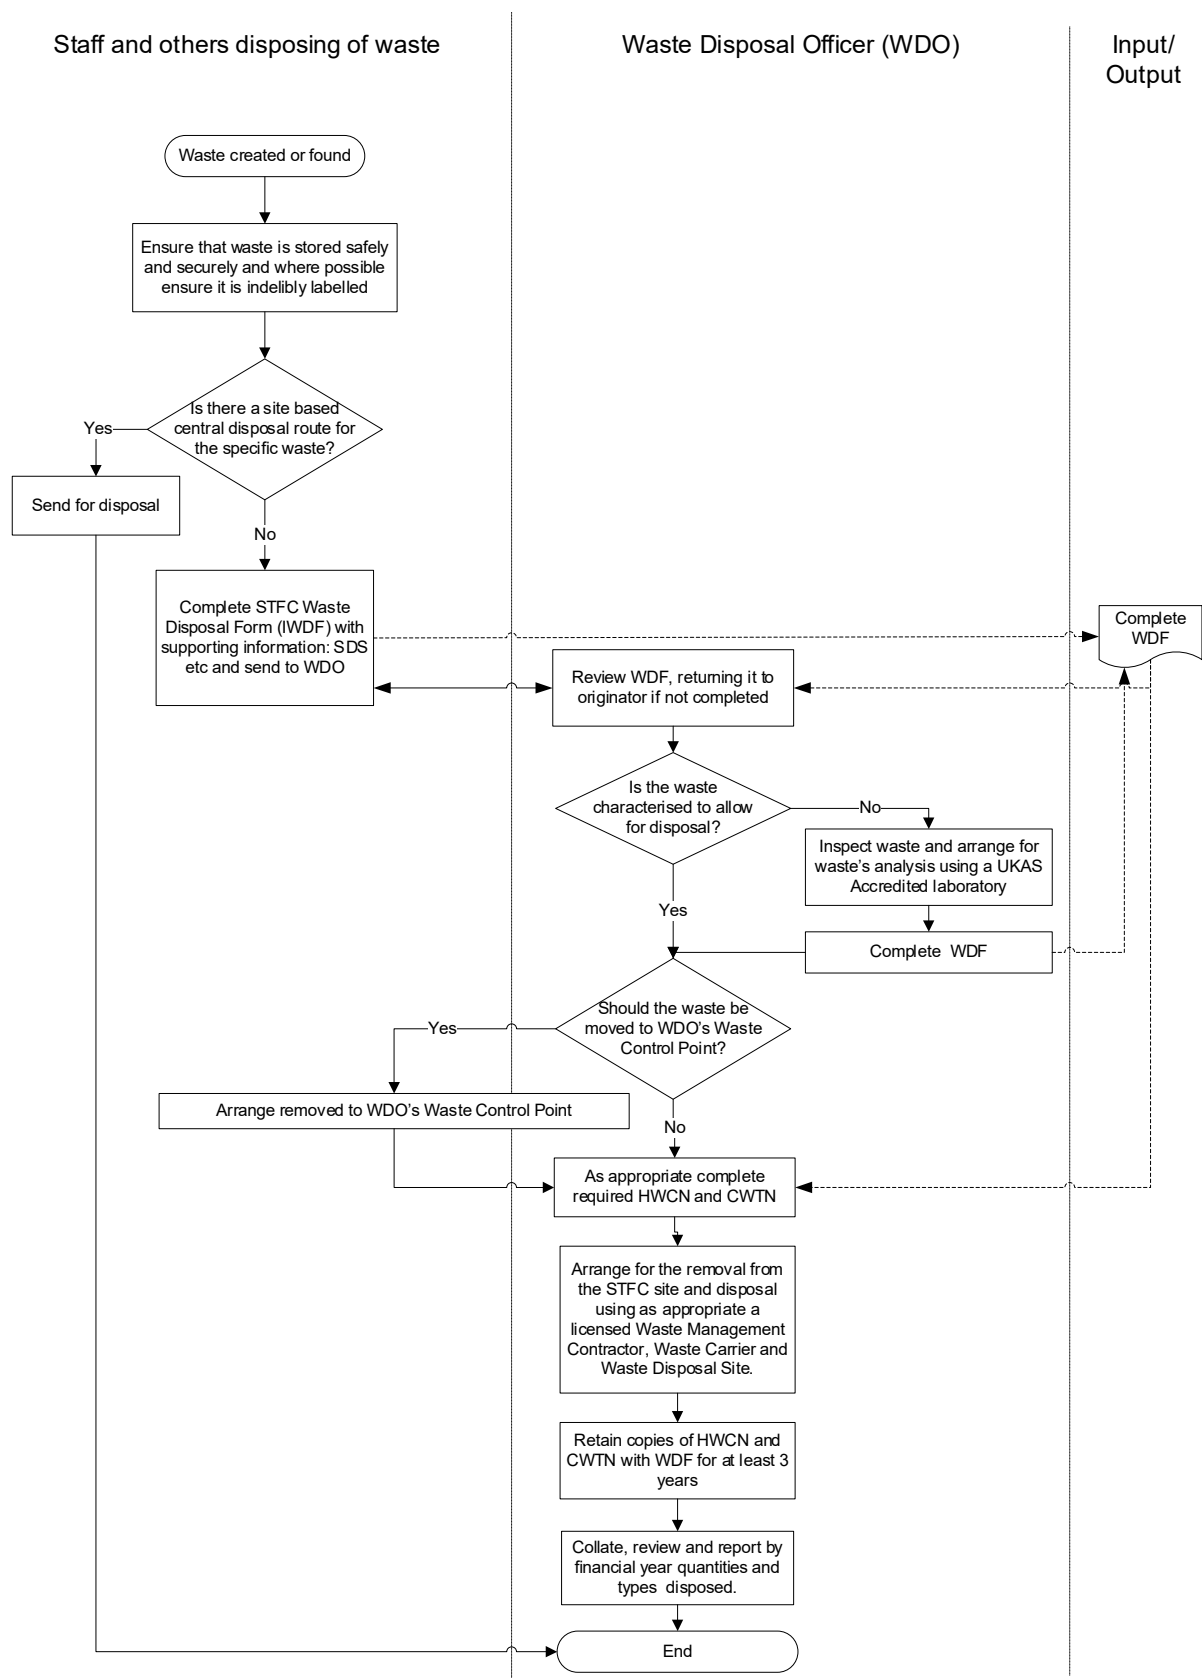 Staff and others disposing of waste
Waste Disposal Officer (WDO)
Input/
Output
Waste created or found
Ensure that waste is stored safely
and securely and where possible
ensure it is indelibly labelled
Is there a site based
central disposal route for
the specific waste?
Yes
Send for disposal
No
Complete STFC Waste
Disposal Form (IWDF) with
supporting information: SDS
etc and send to WDO
Complete
WDF
Review WDF, returning it to
originator if not completed
Is the waste
characterised to allow
for disposal?
No
Inspect waste and arrange for
waste's analysis using a UKAS
Accredited laboratory
Yes
Complete WDF
Should the waste be
moved to WDO's Waste
Control Point?
Yes
Arrange removed to WDO's Waste Control Point
No
As appropriate complete
required HWCN and CWTN
Arrange for the removal from
the STFC site and disposal
using as appropriate a
licensed Waste Management
Contractor, Waste Carrier and
Waste Disposal Site.
Retain copies of HWCN and
CWTN with WDF for at least 3
years
Collate, review and report by
financial year quantities and
types disposed.
End